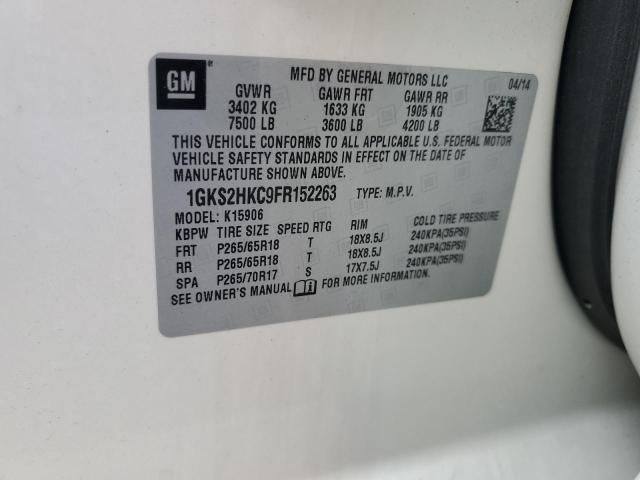 GM
MFD BY GENERAL MOTORS LLC 04/14
GVWR GAWR FRT GAWR RR
3402 KG 1633 KG 1905 KG
7500 LB 3600 LB 4200 LB
THIS VEHICLE CONFORMS TO ALL APPLICABLE U.S. FEDERAL MOTOR
VEHICLE SAFETY STANDARDS IN EFFECT ON THE DATE OF
MANUFACTURE SHOWN ABOVE.
1GKS2HKC9FR152263 TYPE: M.P.V.
MODEL: K15906
KBPW TIRE SIZE SPEED RTG RIM COLD TIRE PRESSURE
FRT P265/65R18 T 18X8.5J 240KPA(35PSI)
RR P265/65R18 T 18X8.5J 240KPA(35PSI)
SPA P265/70R17 S 17X7.5J 240KPA(35PSI)
SEE OWNER'S MANUAL FOR MORE INFORMATION.